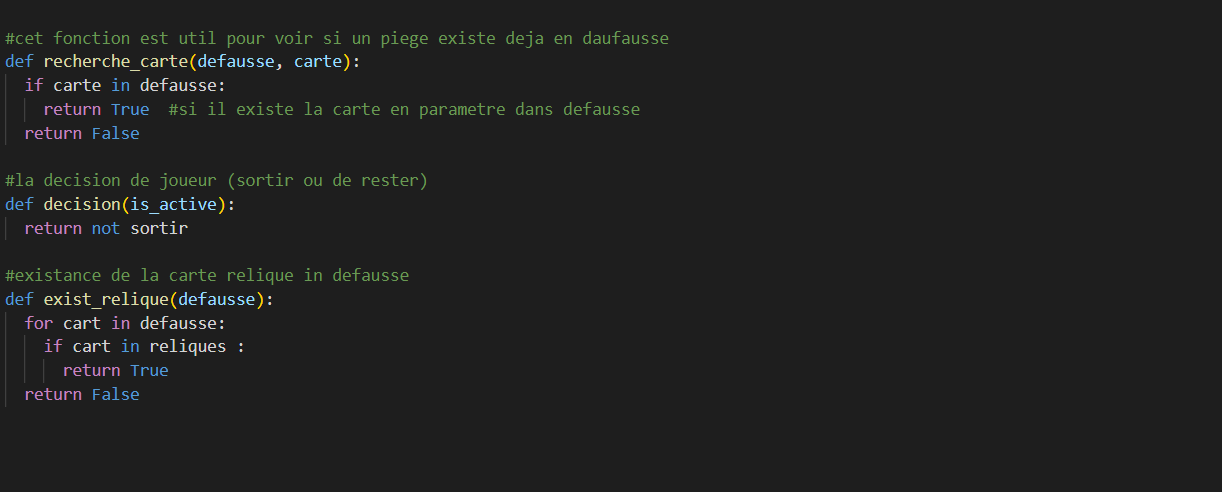 #cet fonction est util pour voir si un piege existe deja en daufausse
def recherche_carte(defausse, carte):
  if carte in defausse:
    return True  #si il existe la carte en parametre dans defausse
  return False

#la decision de joueur (sortir ou de rester)
def decision(is_active):
  return not sortir

#existance de la carte relique in defausse
def exist_relique(defausse):
  for cart in defausse:
    if cart in reliques :
      return True
  return False